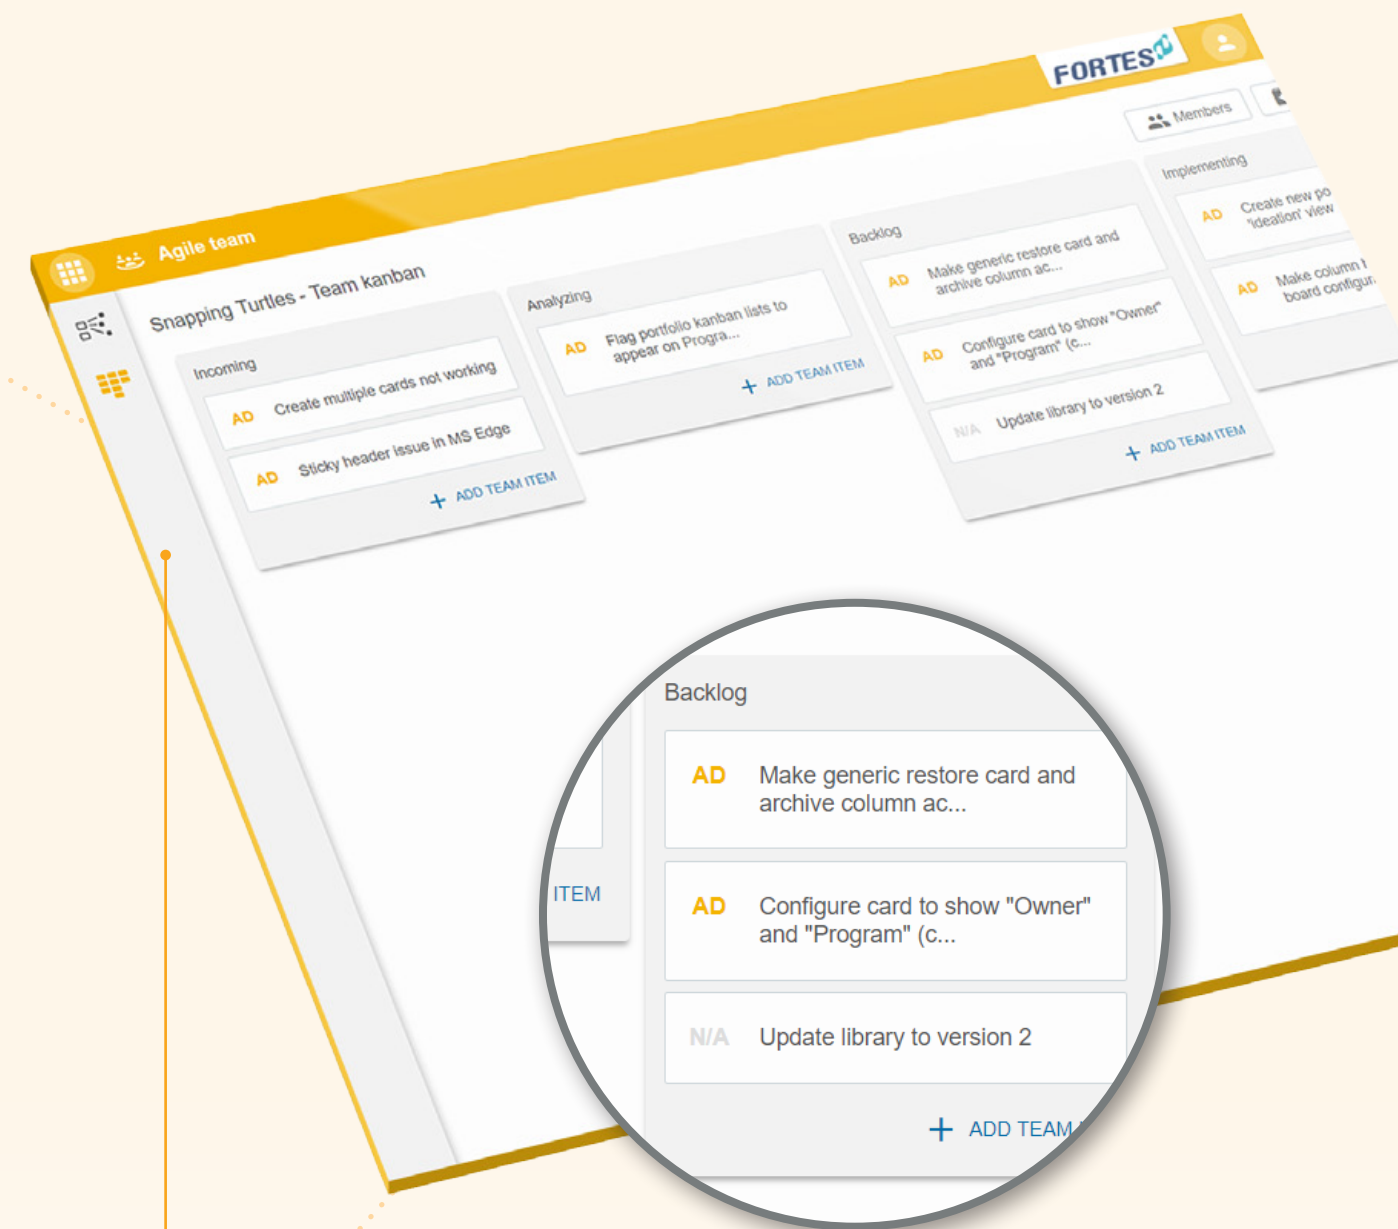 FORTES
Agile team
Members
Snapping Turtles - Team kanban
Incoming
AD Create multiple cards not working
AD Sticky header issue in MS Edge
+ ADD TEAM ITEM
Analyzing
AD Flag portfolio kanban lists to
appear on Progra...
+ ADD TEAM ITEM
Backlog
AD Make generic restore card and
archive column ac...
AD Configure card to show "Owner"
and "Program" (c...
N/A Update library to version 2
+ ADD TEAM ITEM
Implementing
AD Create new po
'ideation' view
AD Make column
board configur
ITEM
Backlog
AD Make generic restore card and
archive column ac...
AD Configure card to show "Owner"
and "Program" (c...
N/A Update library to version 2
+ ADD TEAM